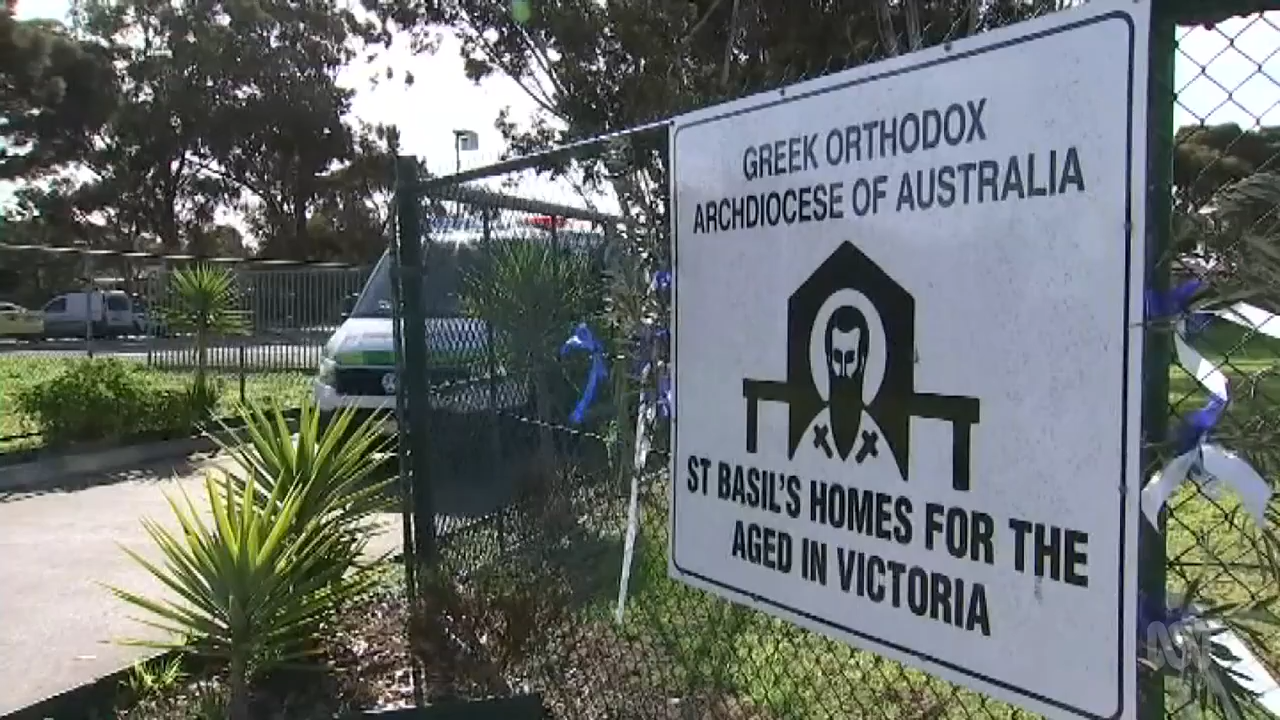 GREEK ORTHODOX
ARCHDIOCESE OF AUSTRALIA
ST BASIL'S HOMES FOR THE
AGED IN VICTORIA